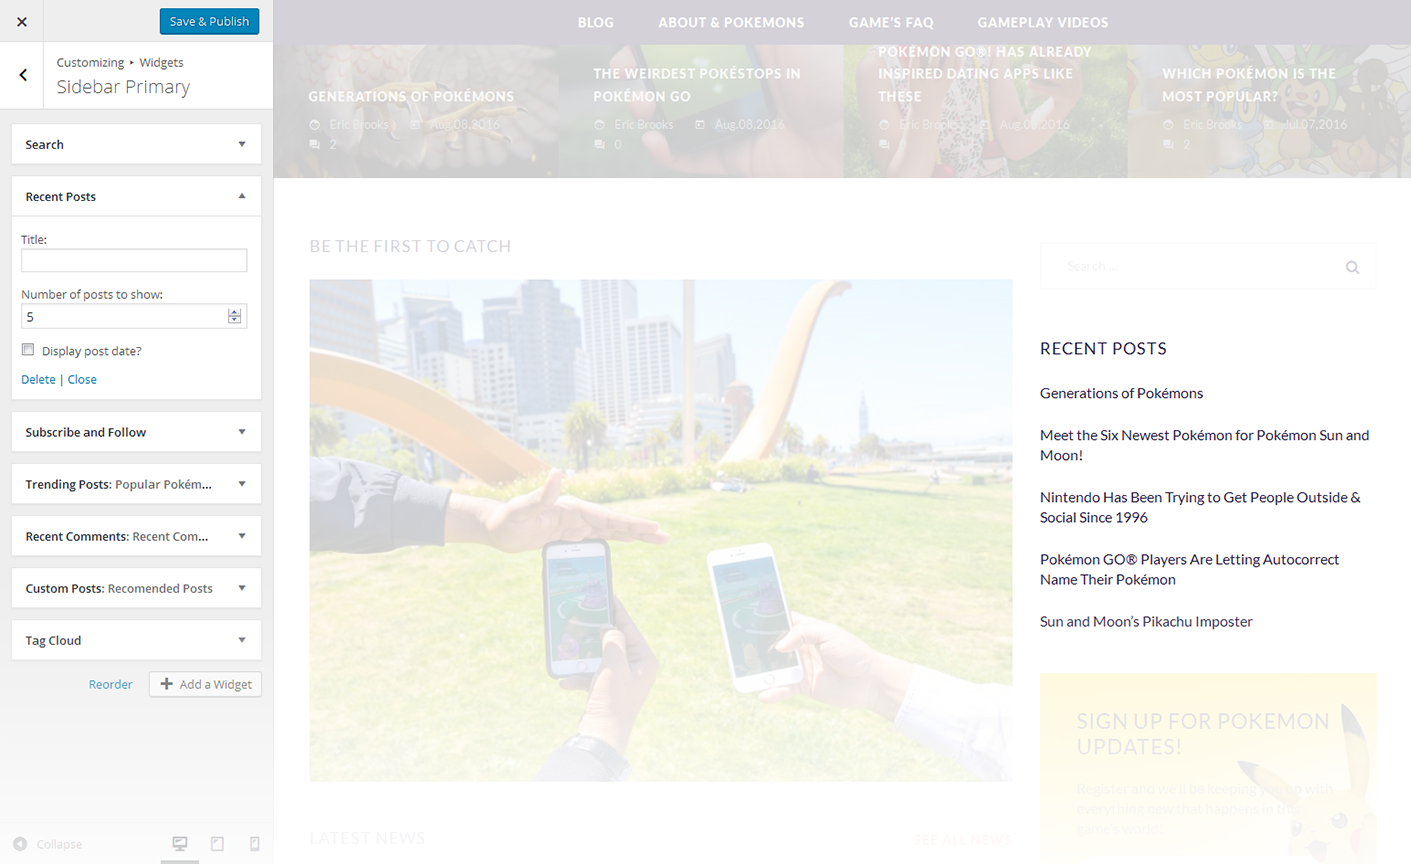 Save & Publish
Customizing ▸ Widgets
Sidebar Primary
Search
Recent Posts
Title:
Number of posts to show:
5
Display post date?
Delete | Close
Subscribe and Follow
Trending Posts: Popular Pokém...
Recent Comments: Recent Com...
Custom Posts: Recomended Posts
Tag Cloud
Reorder
Add a Widget
Collapse
BLOG ABOUT & POKEMONS GAME'S FAQ GAMEPLAY VIDEOS
GENERATIONS OF POKÉMONS
Eric Brooks Aug.08,2016
2
THE WEIRDEST POKÉSTOPS IN
POKÉMON GO
Eric Brooks Aug.08,2016
0
POKÉMON GO®! HAS ALREADY
INSPIRED DATING APPS LIKE
THESE
Eric Brooks Aug.08,2016
WHICH POKÉMON IS THE
MOST POPULAR?
Eric Brooks Jul.07,2016
2
BE THE FIRST TO CATCH
LATEST NEWS
SEE ALL NEWS
Search ...
RECENT POSTS
Generations of Pokémons
Meet the Six Newest Pokémon for Pokémon Sun and
Moon!
Nintendo Has Been Trying to Get People Outside &
Social Since 1996
Pokémon GO® Players Are Letting Autocorrect
Name Their Pokémon
Sun and Moon's Pikachu Imposter
SIGN UP FOR POKEMON
UPDATES!
Register and we'll be keeping you up with
everything new that happens in this
game's world!